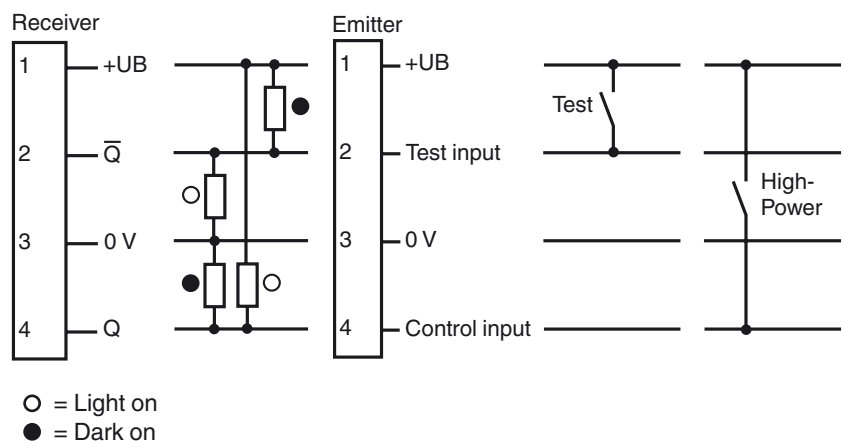 Receiver
1 +UB
2 Q̅
3 0 V
4 Q
Emitter
1 +UB
2 Test input
3 0 V
4 Control input
Test
High-
Power
= Light on
= Dark on